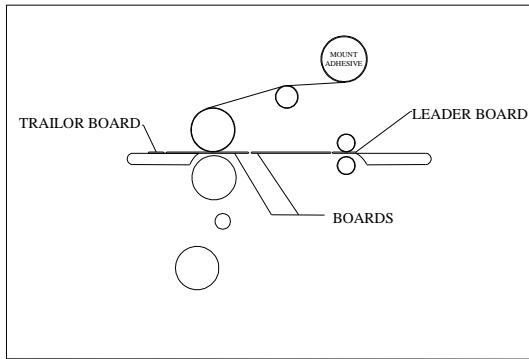 MOUNT
ADHESIVE
TRAILOR BOARD
LEADER BOARD
BOARDS